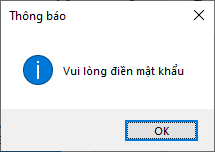 Thông báo
Vui lòng điền mật khẩu
OK